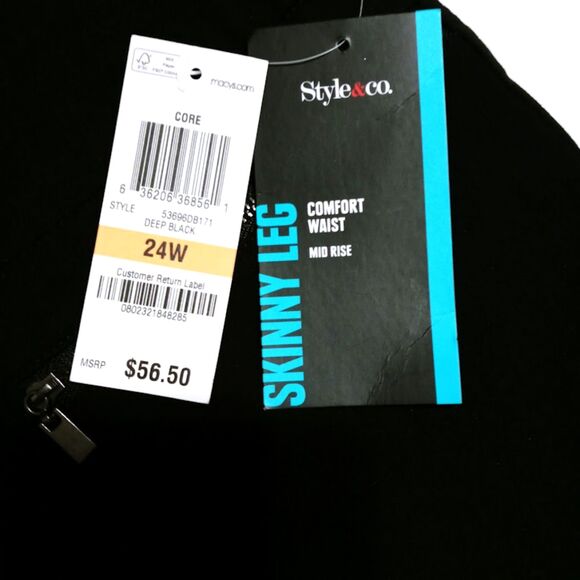 macys.com
CORE
6 36206 36856 1
STYLE 53696DB171
DEEP BLACK
24W
Customer Return Label
0802321848285
MSRP $56.50
Style&co.
SKINNY LEG
COMFORT
WAIST
MID RISE